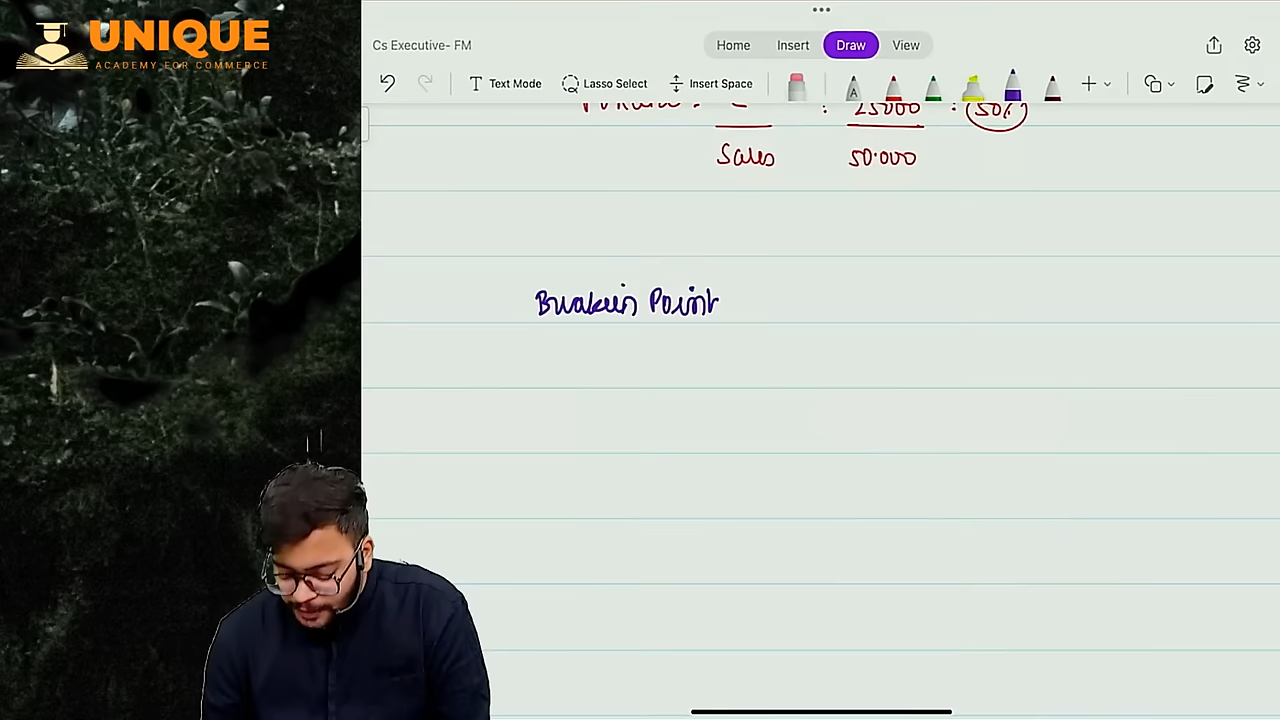 UNIQUE
ACADEMY FOR COMMERCE
Cs Executive- FM
Home Insert Draw View
Text Mode Lasso Select Insert Space
: 25000 : 50%
Sales 50.000
Point